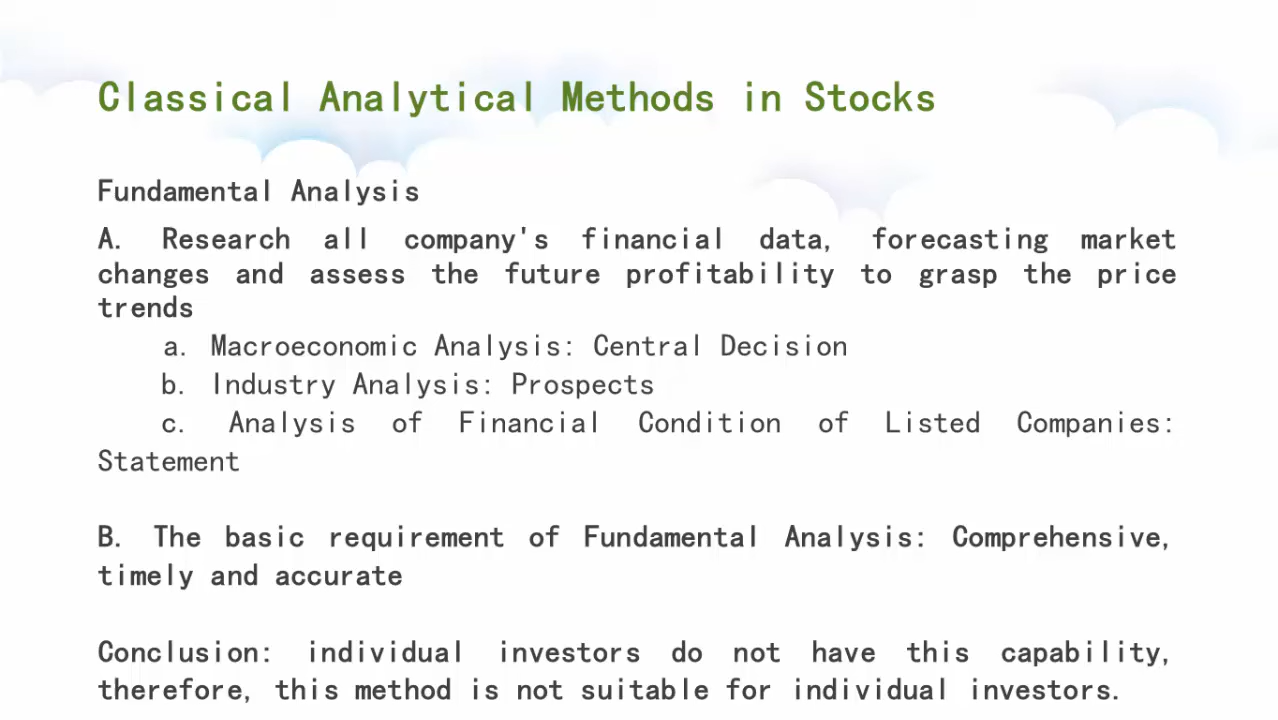 Classical Analytical Methods in Stocks
Fundamental Analysis
A. Research all company's financial data, forecasting market
changes and assess the future profitability to grasp the price
trends
a. Macroeconomic Analysis: Central Decision
b. Industry Analysis: Prospects
c. Analysis of Financial Condition of Listed Companies:
Statement
B. The basic requirement of Fundamental Analysis: Comprehensive,
timely and accurate
Conclusion: individual investors do not have this capability,
therefore, this method is not suitable for individual investors.